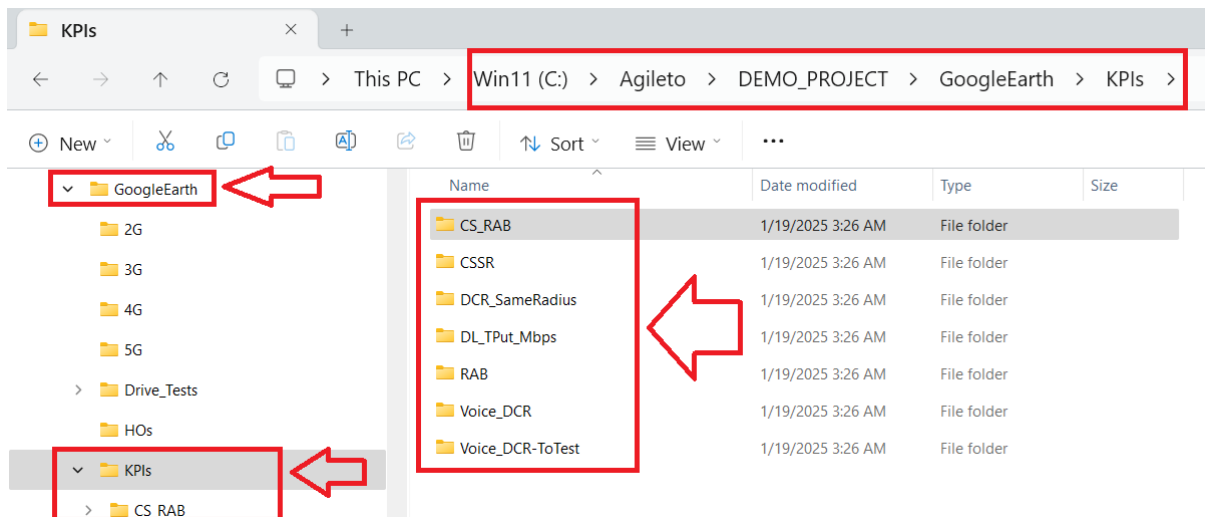 KPIs
This PC > Win11 (C:) > Agileto > DEMO_PROJECT > GoogleEarth > KPIs >
New Sort View ...
GoogleEarth
2G
3G
4G
5G
Drive_Tests
HOs
KPIs
CS_RAB
Name Date modified Type Size
CS_RAB 1/19/2025 3:26 AM File folder
CSSR 1/19/2025 3:26 AM File folder
DCR_SameRadius 1/19/2025 3:26 AM File folder
DL_TPut_Mbps 1/19/2025 3:26 AM File folder
RAB 1/19/2025 3:26 AM File folder
Voice_DCR 1/19/2025 3:26 AM File folder
Voice_DCR-ToTest 1/19/2025 3:26 AM File folder